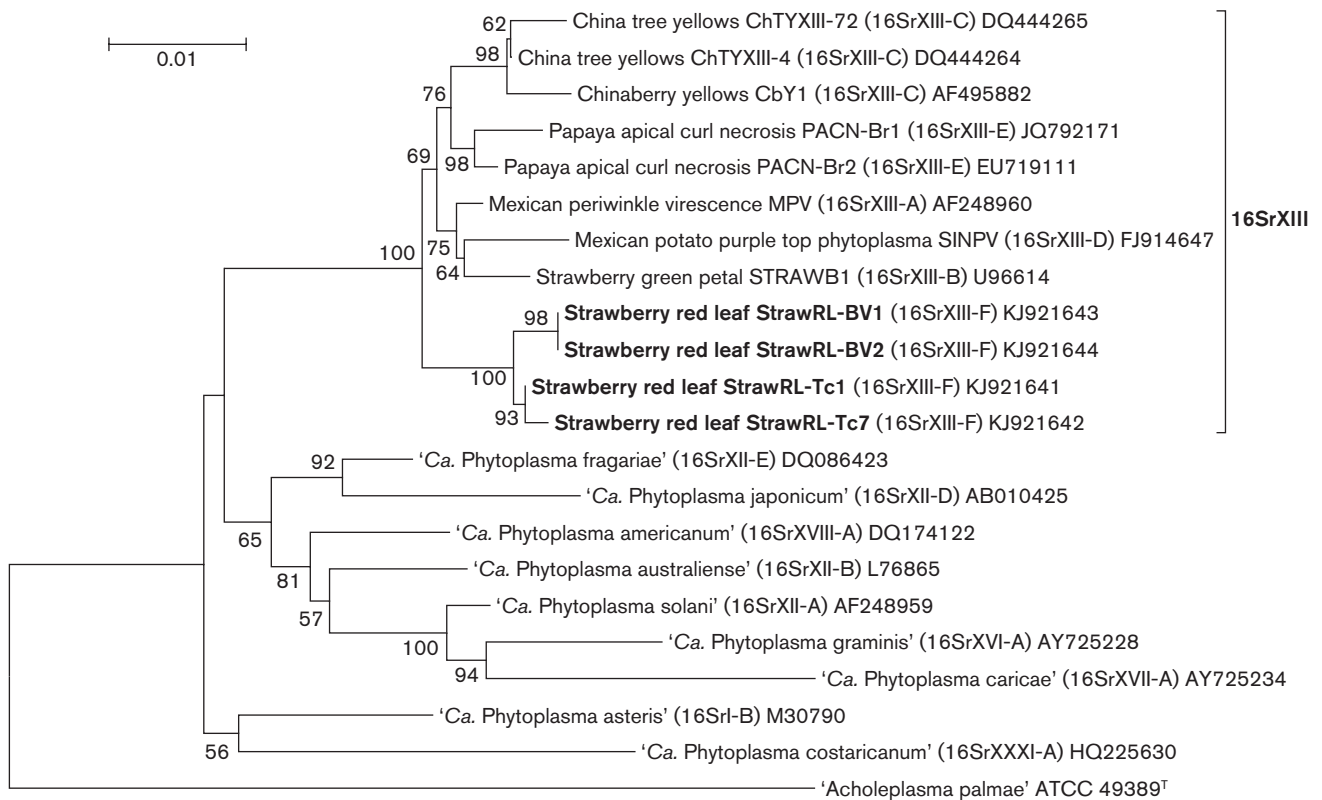 0.01
62
China tree yellows ChTYXIII-72 (16SrXIII-C) DQ444265
98
China tree yellows ChTYXIII-4 (16SrXIII-C) DQ444264
76
Chinaberry yellows CbY1 (16SrXIII-C) AF495882
Papaya apical curl necrosis PACN-Br1 (16SrXIII-E) JQ792171
69
98
Papaya apical curl necrosis PACN-Br2 (16SrXIII-E) EU719111
Mexican periwinkle virescence MPV (16SrXIII-A) AF248960
16SrXIII
100
75
Mexican potato purple top phytoplasma SINPV (16SrXIII-D) FJ914647
64
Strawberry green petal STRAWB1 (16SrXIII-B) U96614
98
Strawberry red leaf StrawRL-BV1 (16SrXIII-F) KJ921643
Strawberry red leaf StrawRL-BV2 (16SrXIII-F) KJ921644
100
Strawberry red leaf StrawRL-Tc1 (16SrXIII-F) KJ921641
93
Strawberry red leaf StrawRL-Tc7 (16SrXIII-F) KJ921642
92
‘Ca. Phytoplasma fragariae’ (16SrXII-E) DQ086423
‘Ca. Phytoplasma japonicum’ (16SrXII-D) AB010425
65
‘Ca. Phytoplasma americanum’ (16SrXVIII-A) DQ174122
81
‘Ca. Phytoplasma australiense’ (16SrXII-B) L76865
57
‘Ca. Phytoplasma solani’ (16SrXII-A) AF248959
100
‘Ca. Phytoplasma graminis’ (16SrXVI-A) AY725228
94
‘Ca. Phytoplasma caricae’ (16SrXVII-A) AY725234
‘Ca. Phytoplasma asteris’ (16SrI-B) M30790
56
‘Ca. Phytoplasma costaricanum’ (16SrXXXI-A) HQ225630
‘Acholeplasma palmae’ ATCC 49389ᵀ